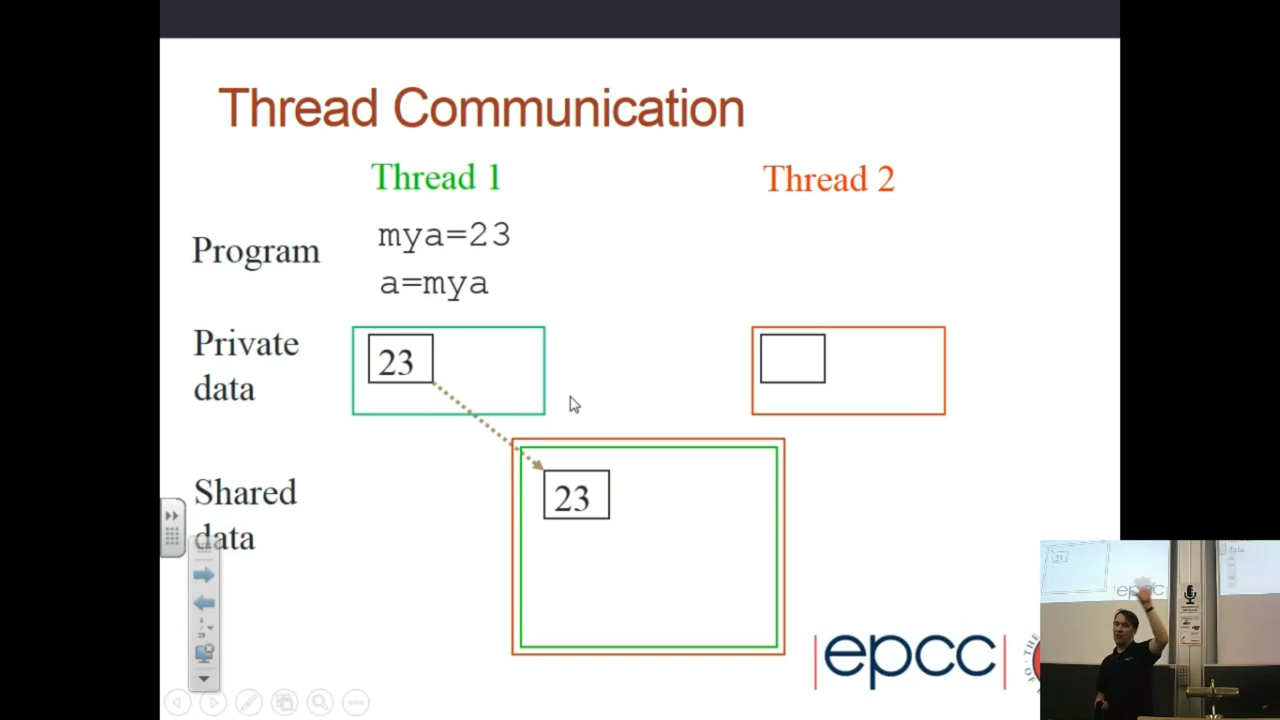 Thread Communication
Thread 1
Thread 2
Program
mya=23
a=mya
Private
data
23
Shared
data
23
epcc